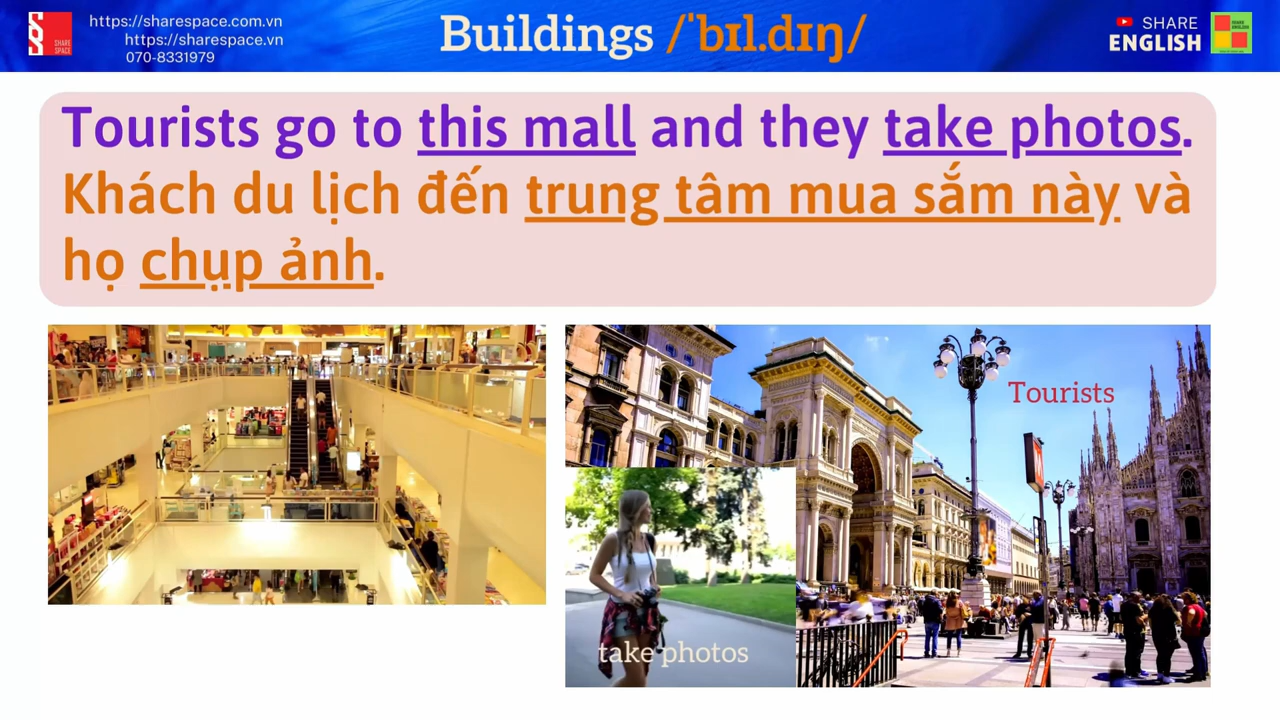 https://sharespace.com.vn
https://sharespace.vn
070-8331979
SHARE
SPACE
Buildings /ˈbɪl.dɪŋ/
SHARE
ENGLISH
Tourists go to this mall and they take photos.
Khách du lịch đến trung tâm mua sắm này và
họ chụp ảnh.
Tourists
take photos